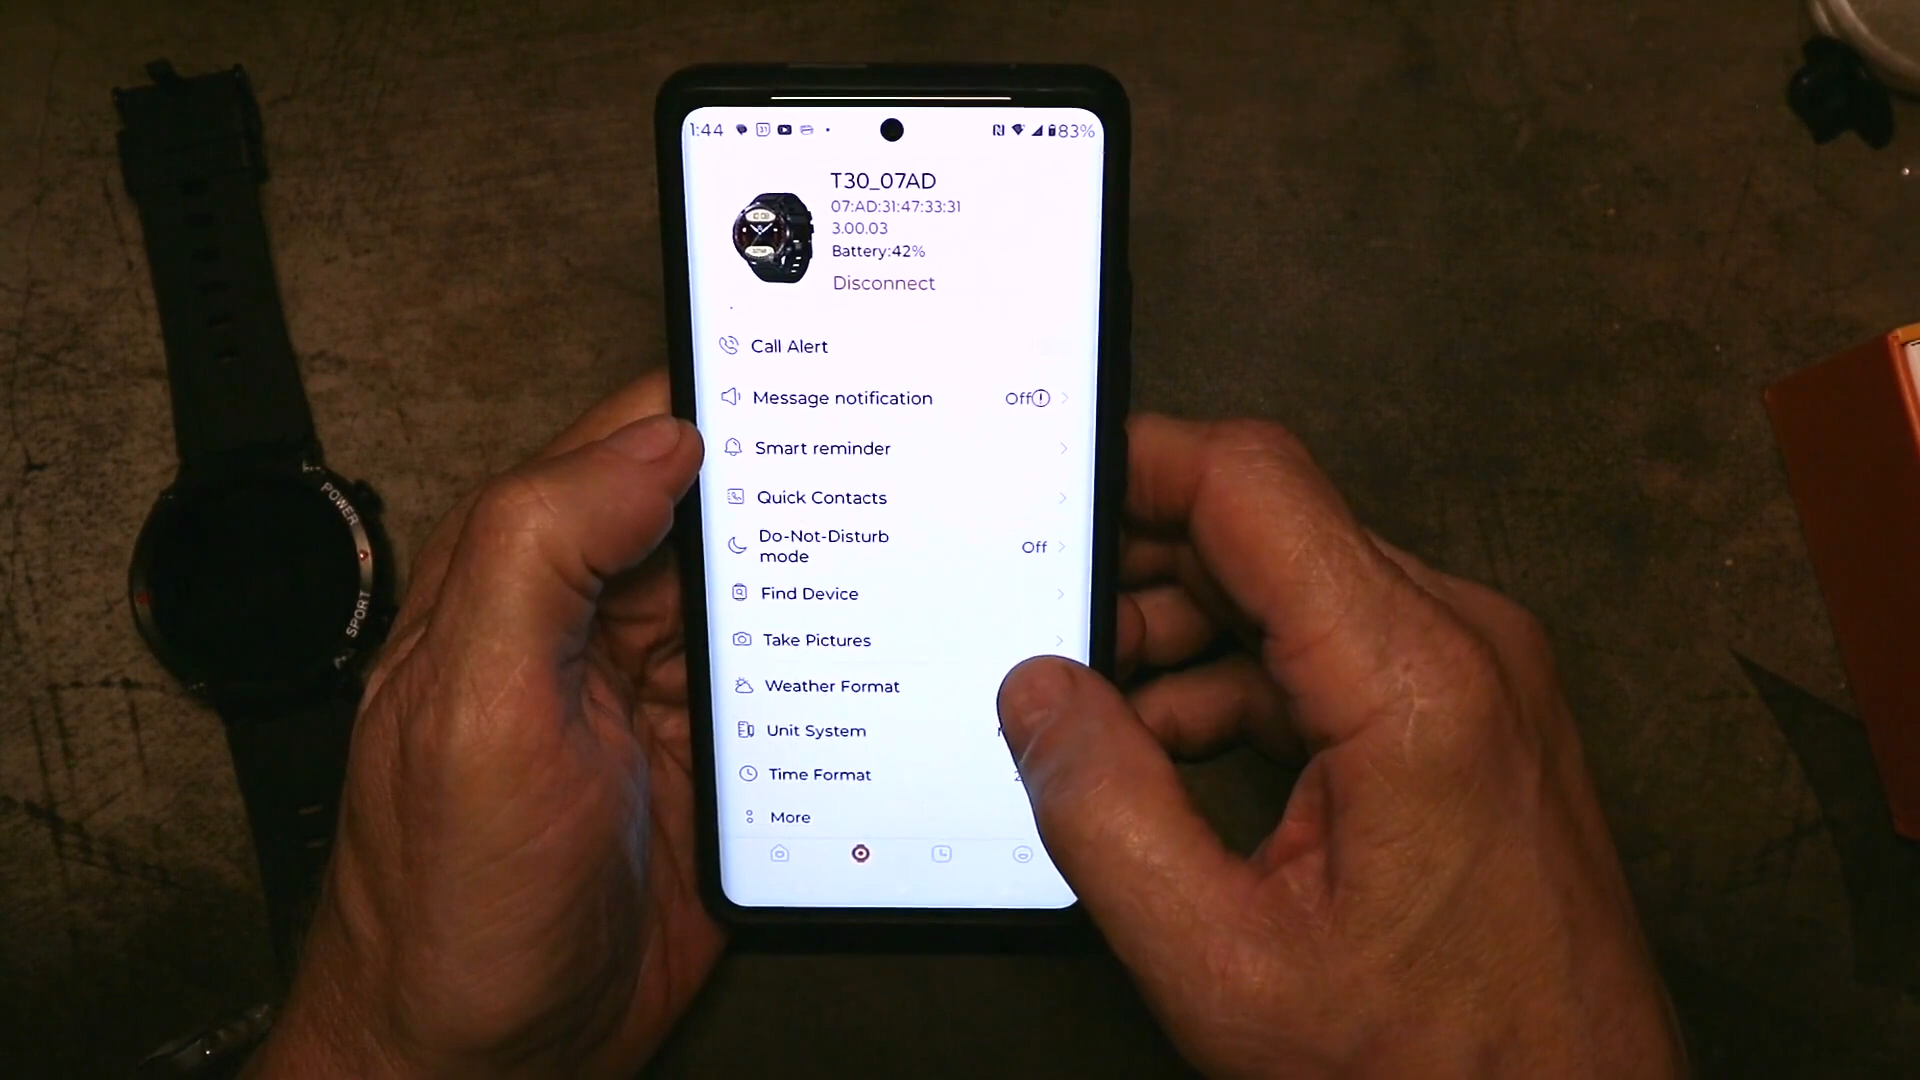 1:44 31 83%
T30_07AD
07:AD:31:47:33:31
3.00.03
Battery:42%
Disconnect
Call Alert
Message notification Off
Smart reminder
Quick Contacts
Do-Not-Disturb
mode
Off
Find Device
Take Pictures
Weather Format
Unit System
Time Format
More
POWER
SPORT